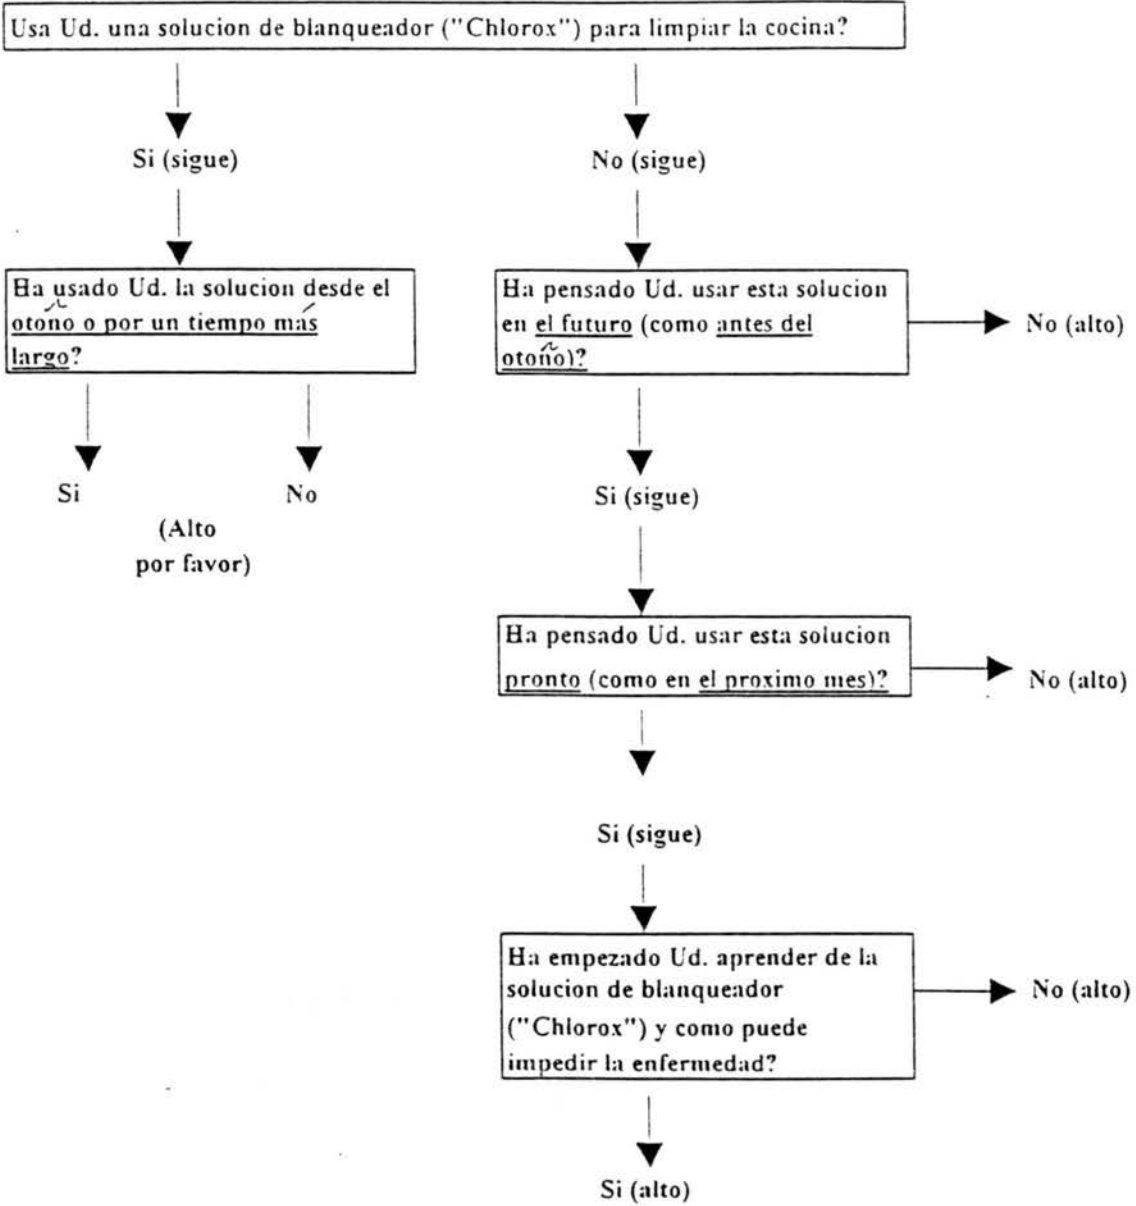 Usa Ud. una solucion de blanqueador ("Chlorox") para limpiar la cocina?
Si (sigue)
No (sigue)
Ha usado Ud. la solucion desde el
otoño o por un tiempo más
largo?
Ha pensado Ud. usar esta solucion
en el futuro (como antes del
otoño)?
No (alto)
Si
No
(Alto
por favor)
Si (sigue)
Ha pensado Ud. usar esta solucion
pronto (como en el proximo mes)?
No (alto)
Si (sigue)
Ha empezado Ud. aprender de la
solucion de blanqueador
("Chlorox") y como puede
impedir la enfermedad?
No (alto)
Si (alto)